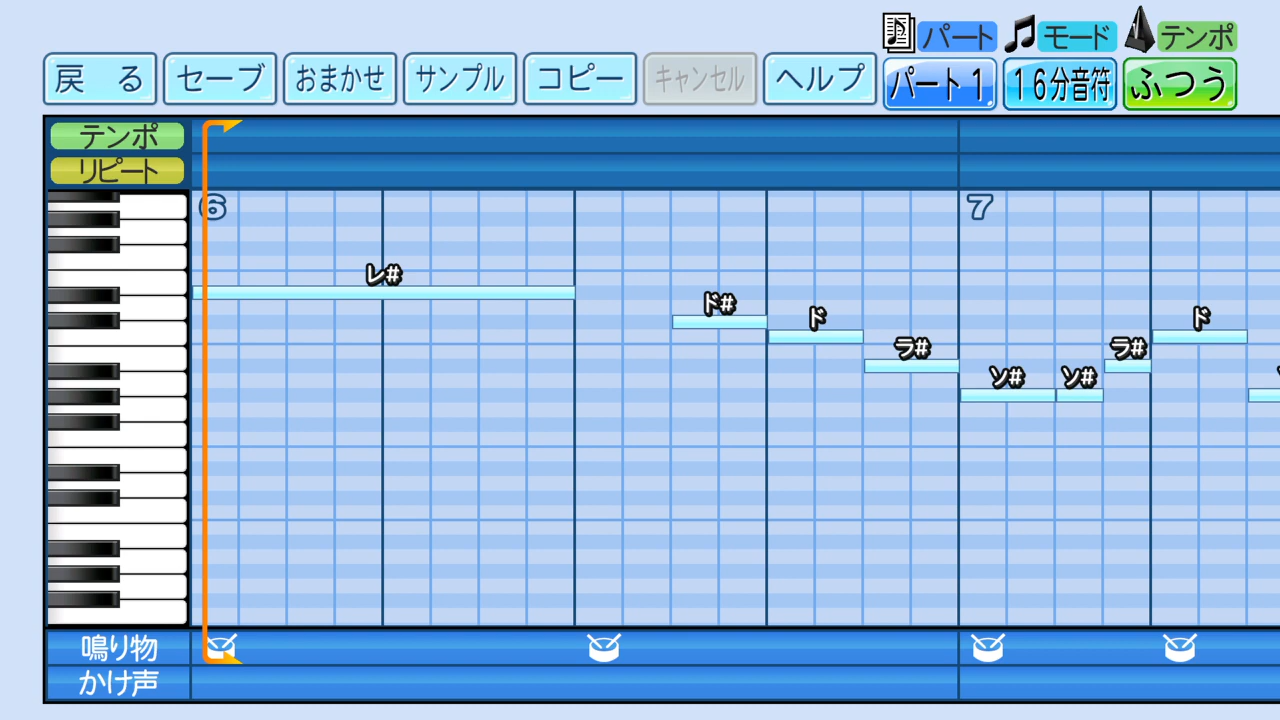 パート モード テンポ
戻る セーブ おまかせ サンプル コピー キャンセル ヘルプ パート1 16分音符 ふつう
テンポ
リピート
6 7
レ#
ド# ド ド
ラ# ラ#
ソ# ソ#
鳴り物
かけ声